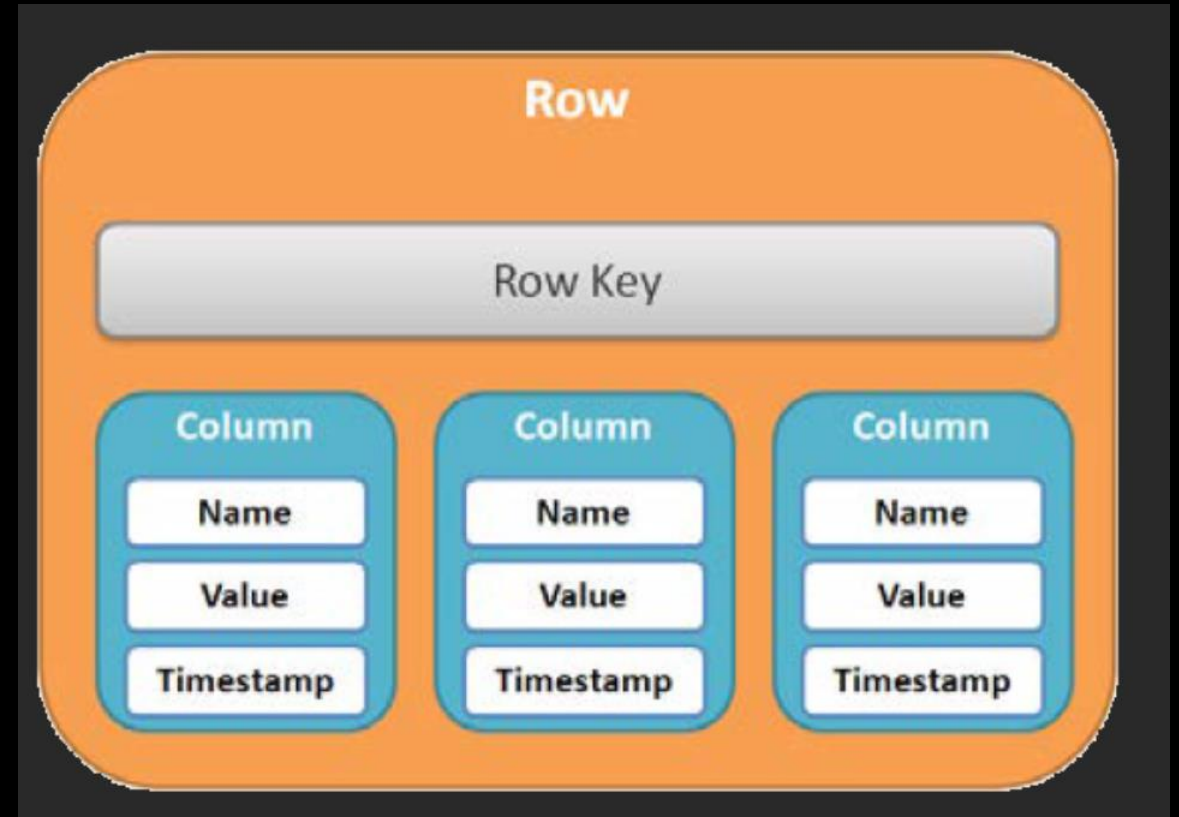 Row
Row Key
Column Column Column
Name Name Name
Value Value Value
Timestamp Timestamp Timestamp